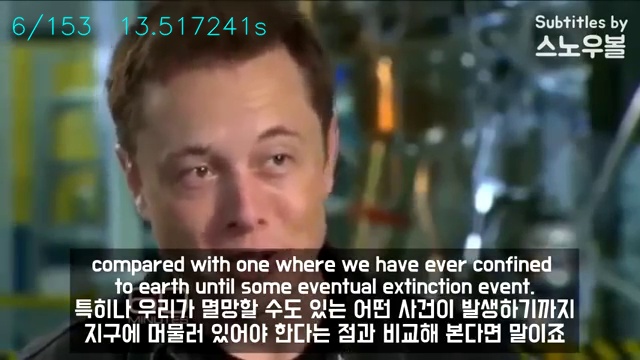 6/153 13.517241s
Subtitles by
스노우볼
compared with one where we have ever confined
to earth until some eventual extinction event.
특히나 우리가 멸망할 수도 있는 어떤 사건이 발생하기까지
지구에 머물러 있어야 한다는 점과 비교해 본다면 말이죠